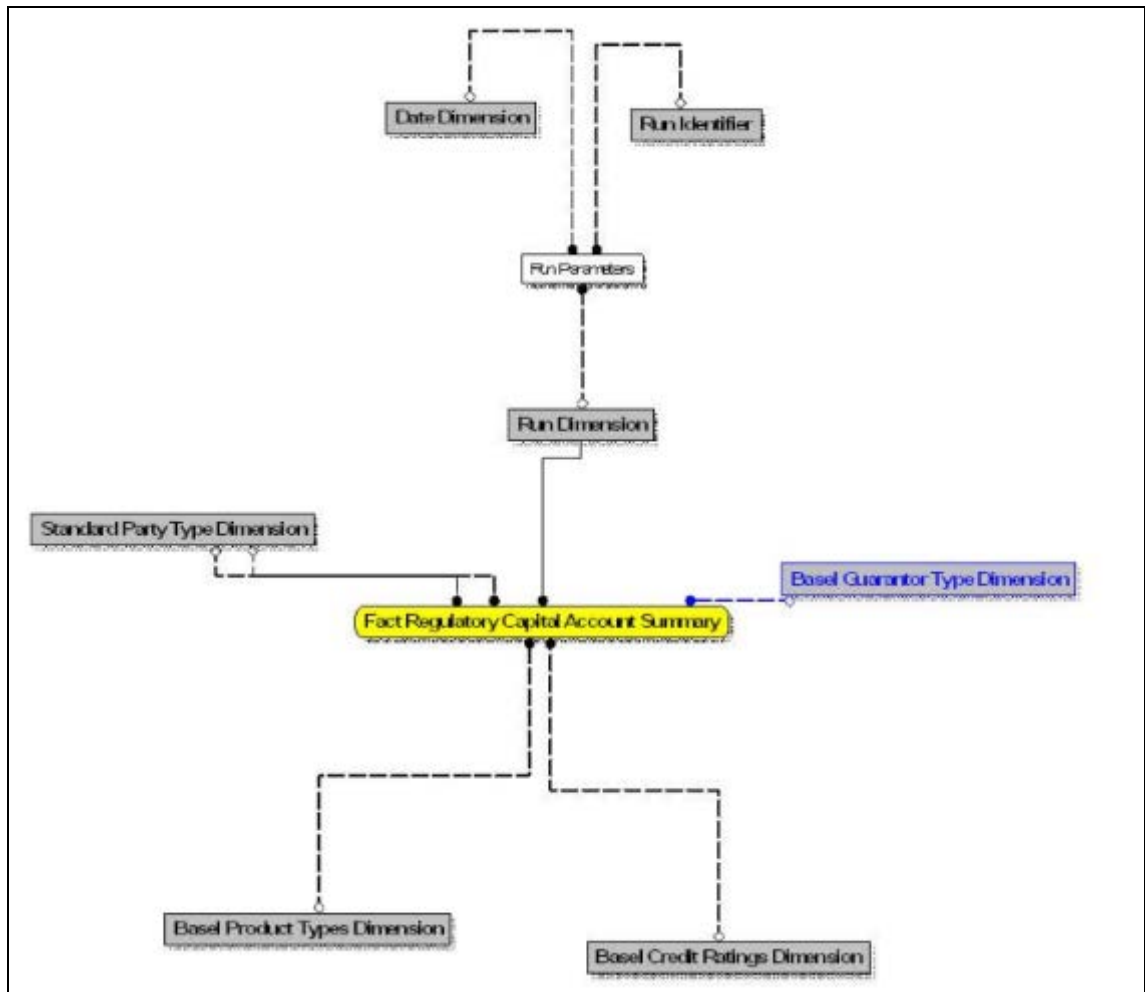 Date Dimension
Run Identifier
Run Parameters
Run Dimension
Standard Party Type Dimension
Basel Guarantor Type Dimension
Fact Regulatory Capital Account Summary
Basel Product Types Dimension
Basel Credit Ratings Dimension